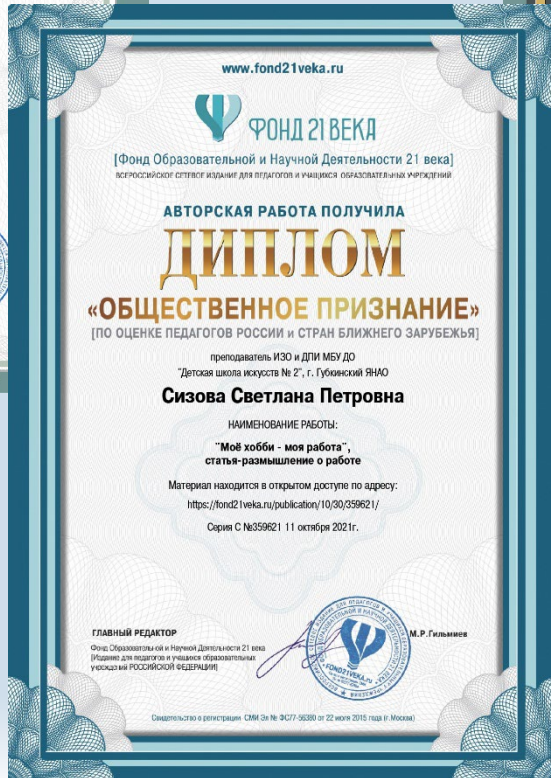 www.fond21veka.ru
ФОНД 21 ВЕКА
[Фонд Образовательной и Научной Деятельности 21 века]
ВСЕРОССИЙСКОЕ СЕТЕВОЕ ИЗДАНИЕ ДЛЯ ПЕДАГОГОВ И УЧАЩИХСЯ ОБРАЗОВАТЕЛЬНЫХ УЧРЕЖДЕНИЙ
АВТОРСКАЯ РАБОТА ПОЛУЧИЛА
ДИПЛОМ
«ОБЩЕСТВЕННОЕ ПРИЗНАНИЕ»
[ПО ОЦЕНКЕ ПЕДАГОГОВ РОССИИ и СТРАН БЛИЖНЕГО ЗАРУБЕЖЬЯ]
преподаватель ИЗО и ДПИ МБУ ДО
"Детская школа искусств № 2", г. Губкинский ЯНАО
Сизова Светлана Петровна
НАИМЕНОВАНИЕ РАБОТЫ:
"Моё хобби - моя работа",
статья-размышление о работе
Материал находится в открытом доступе по адресу:
https://fond21veka.ru/publication/10/30/359621/
Серия С №359621 11 октября 2021г.
ГЛАВНЫЙ РЕДАКТОР
М.Р.Гильмиев
Фонд Образовательной и Научной Деятельности 21 века
[Издание для педагогов и учащихся образовательных
учреждений РОССИЙСКОЙ ФЕДЕРАЦИИ]
FOND21VEKA.RU
Свидетельство о регистрации СМИ Эл № ФС77-56380 от 22 июля 2015 года (г.Москва)